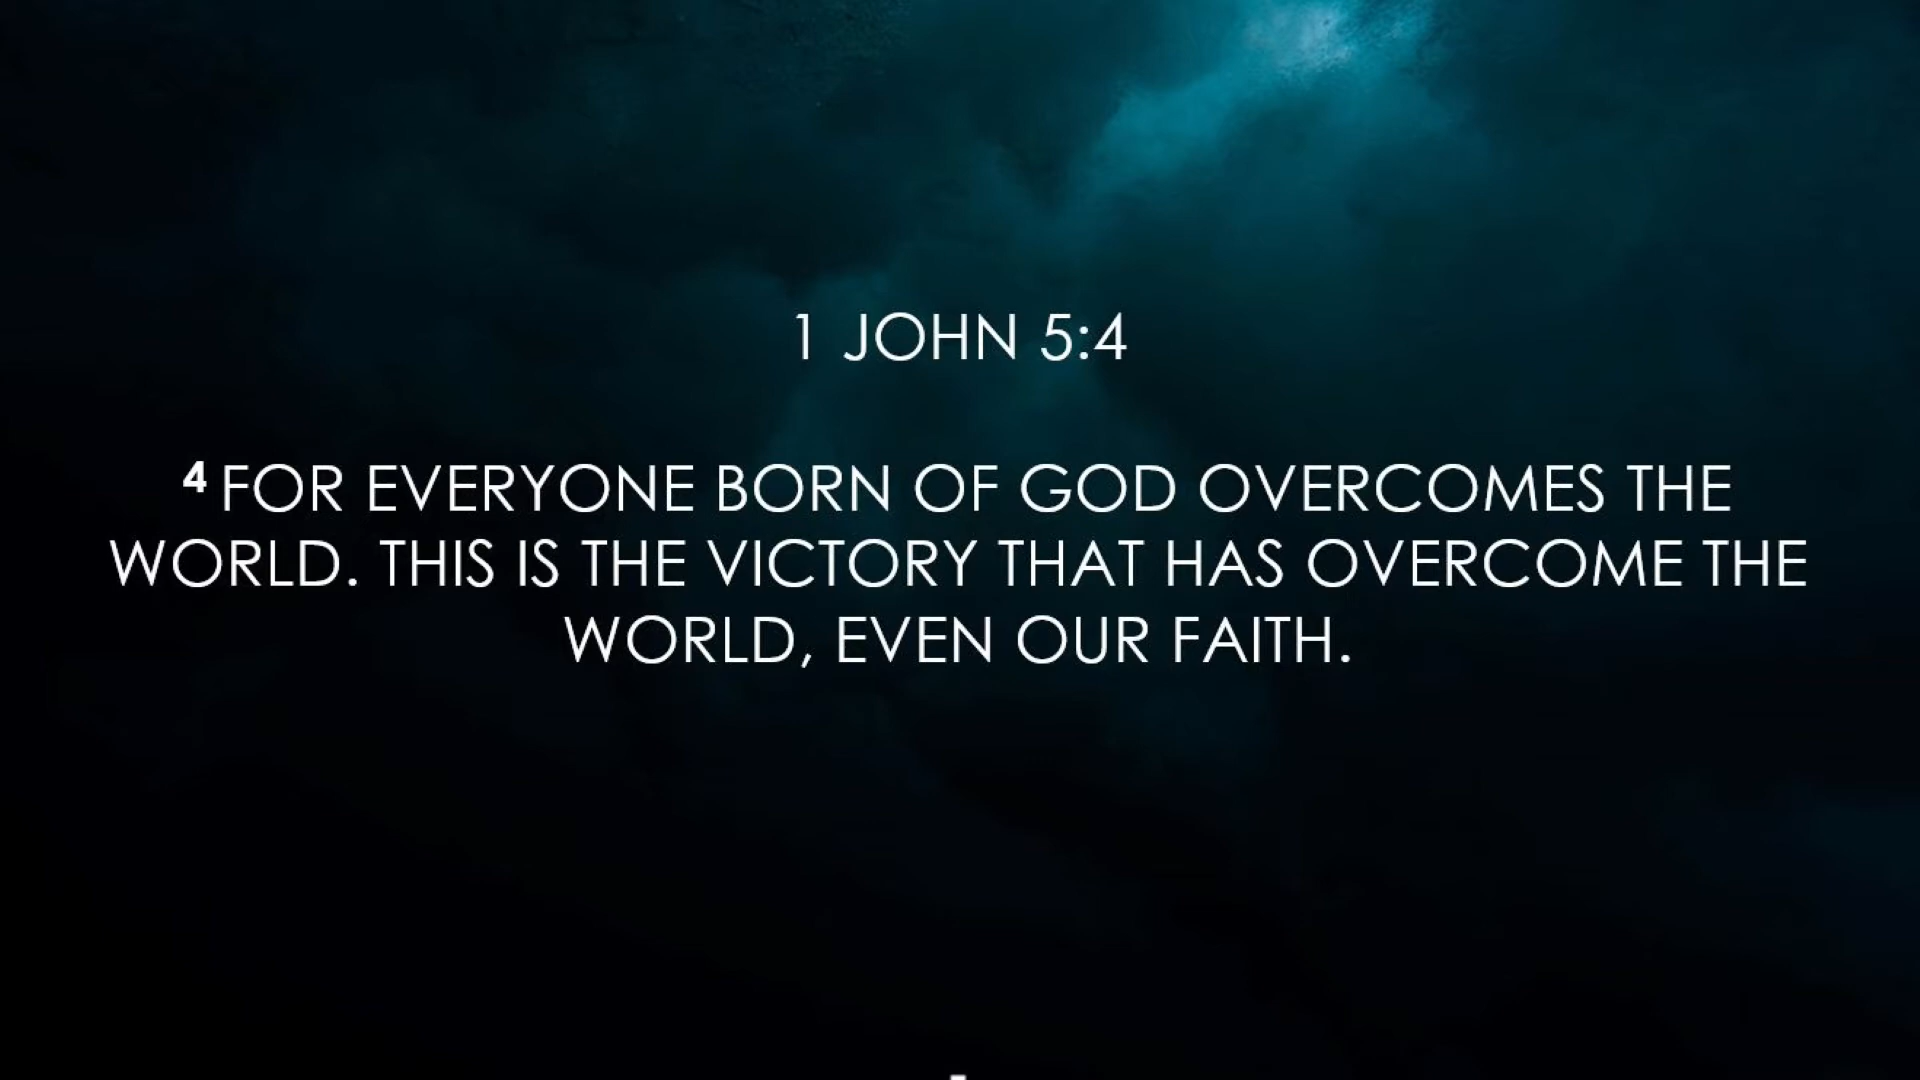 1 JOHN 5:4
4 FOR EVERYONE BORN OF GOD OVERCOMES THE
WORLD. THIS IS THE VICTORY THAT HAS OVERCOME THE
WORLD, EVEN OUR FAITH.